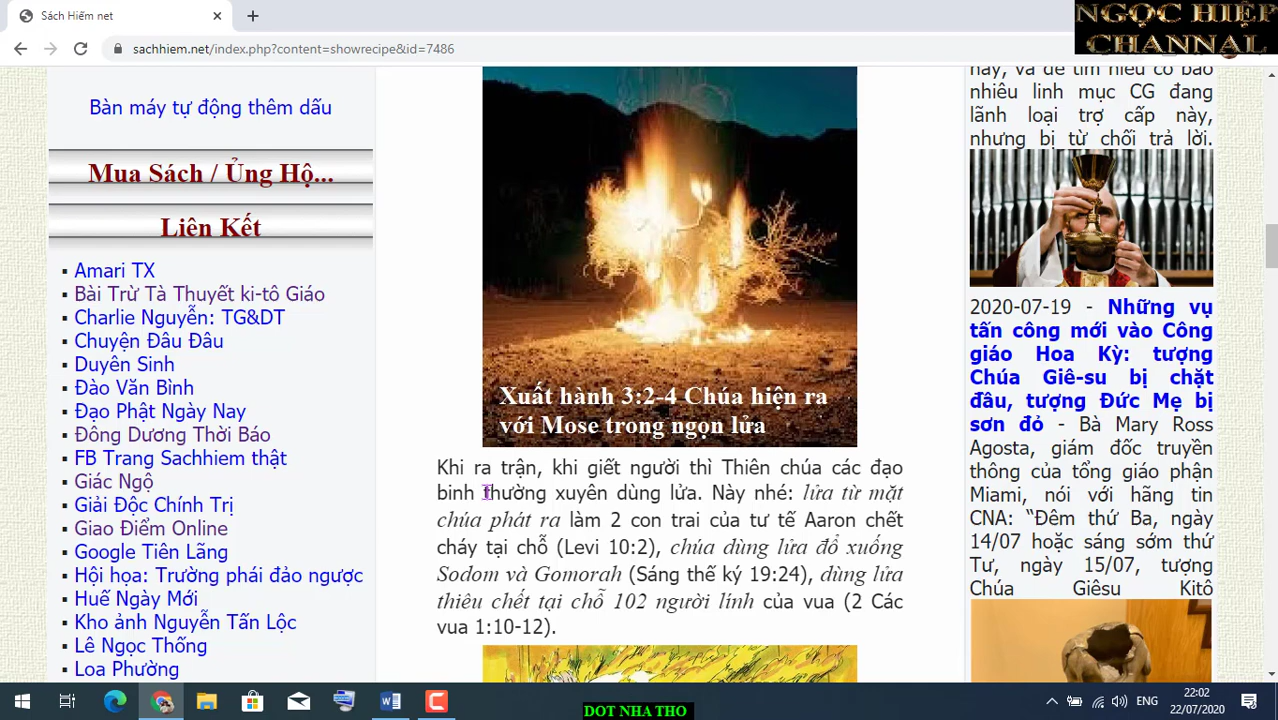 Sách Hiếm net
NGỌC HIỆP
CHANNAL
sachhiem.net/index.php?content=showrecipe&id=7486
Bàn máy tự động thêm dấu
Mua Sách / Ủng Hộ...
Liên Kết
Amari TX
Bài Trừ Tà Thuyết ki-tô Giáo
Charlie Nguyễn: TG&DT
Chuyện Đâu Đâu
Duyên Sinh
Đào Văn Bình
Đạo Phật Ngày Nay
Đông Dương Thời Báo
FB Trang Sachhiem thật
Giác Ngộ
Giải Độc Chính Trị
Giao Điểm Online
Google Tiên Lãng
Hội họa: Trường phái đảo ngược
Huế Ngày Mới
Kho ảnh Nguyễn Tấn Lộc
Lê Ngọc Thống
Loa Phường
Xuất hành 3:2-4 Chúa hiện ra
với Mose trong ngọn lửa
Khi ra trận, khi giết người thì Thiên chúa các đạo
binh thường xuyên dùng lửa. Này nhé: lửa từ mặt
chúa phát ra làm 2 con trai của tư tế Aaron chết
cháy tại chỗ (Levi 10:2), chúa dùng lửa đổ xuống
Sodom và Gomorah (Sáng thế ký 19:24), dùng lửa
thiêu chết tại chỗ 102 người lính của vua (2 Các
vua 1:10-12).
này, và để tìm hiểu có bao
nhiêu linh mục CG đang
lãnh loại trợ cấp này,
nhưng bị từ chối trả lời.
2020-07-19 - Những vụ
tấn công mới vào Công
giáo Hoa Kỳ: tượng
Chúa Giê-su bị chặt
đầu, tượng Đức Mẹ bị
sơn đỏ - Bà Mary Ross
Agosta, giám đốc truyền
thông của tổng giáo phận
Miami, nói với hãng tin
CNA: “Đêm thứ Ba, ngày
14/07 hoặc sáng sớm thứ
Tư, ngày 15/07, tượng
Chúa Giêsu Kitô
ENG
22:02
22/07/2020
DOT NHA THO